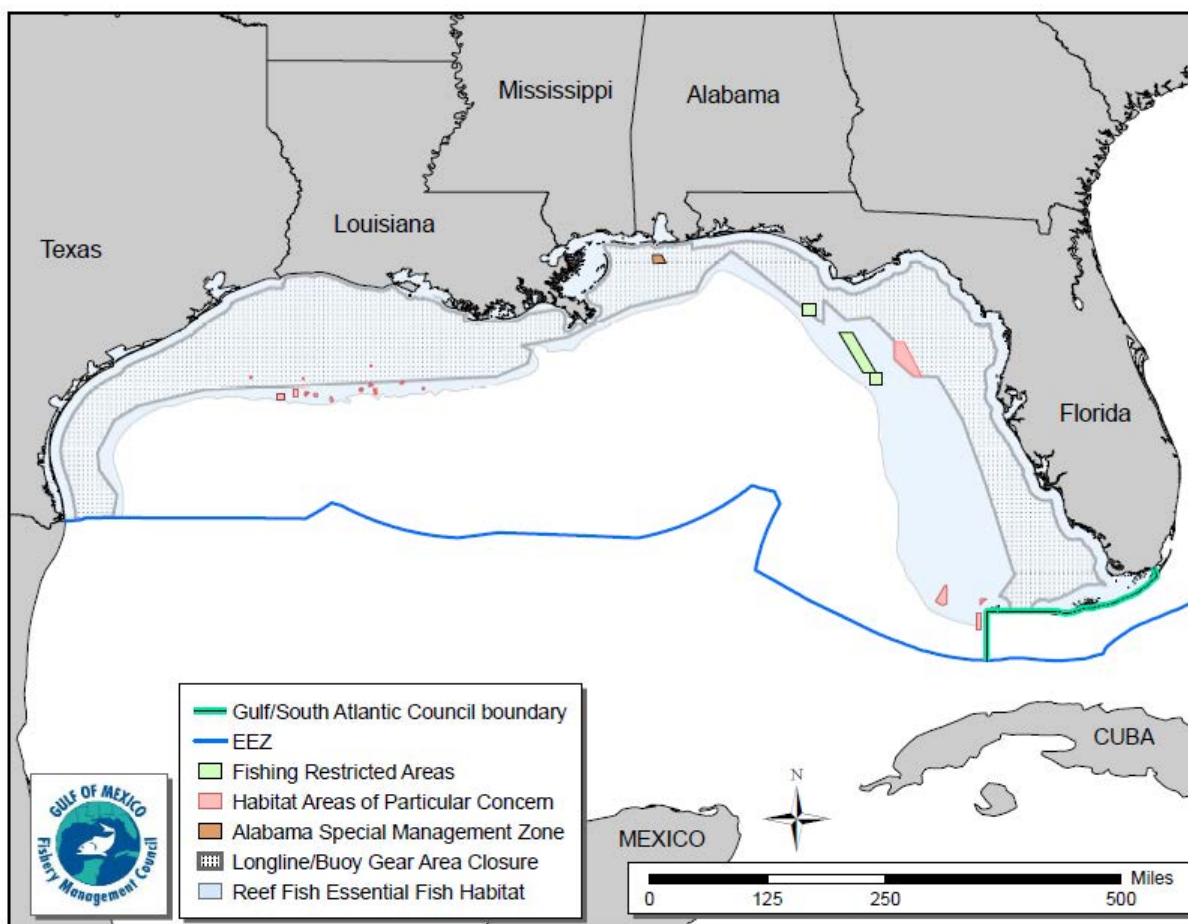 Mississippi
Alabama
Louisiana
Texas
Florida
Gulf/South Atlantic Council boundary
EEZ
Fishing Restricted Areas
Habitat Areas of Particular Concern
Alabama Special Management Zone
Longline/Buoy Gear Area Closure
Reef Fish Essential Fish Habitat
GULF OF MEXICO
Fishery Management Council
N
CUBA
MEXICO
Miles
0 125 250 500